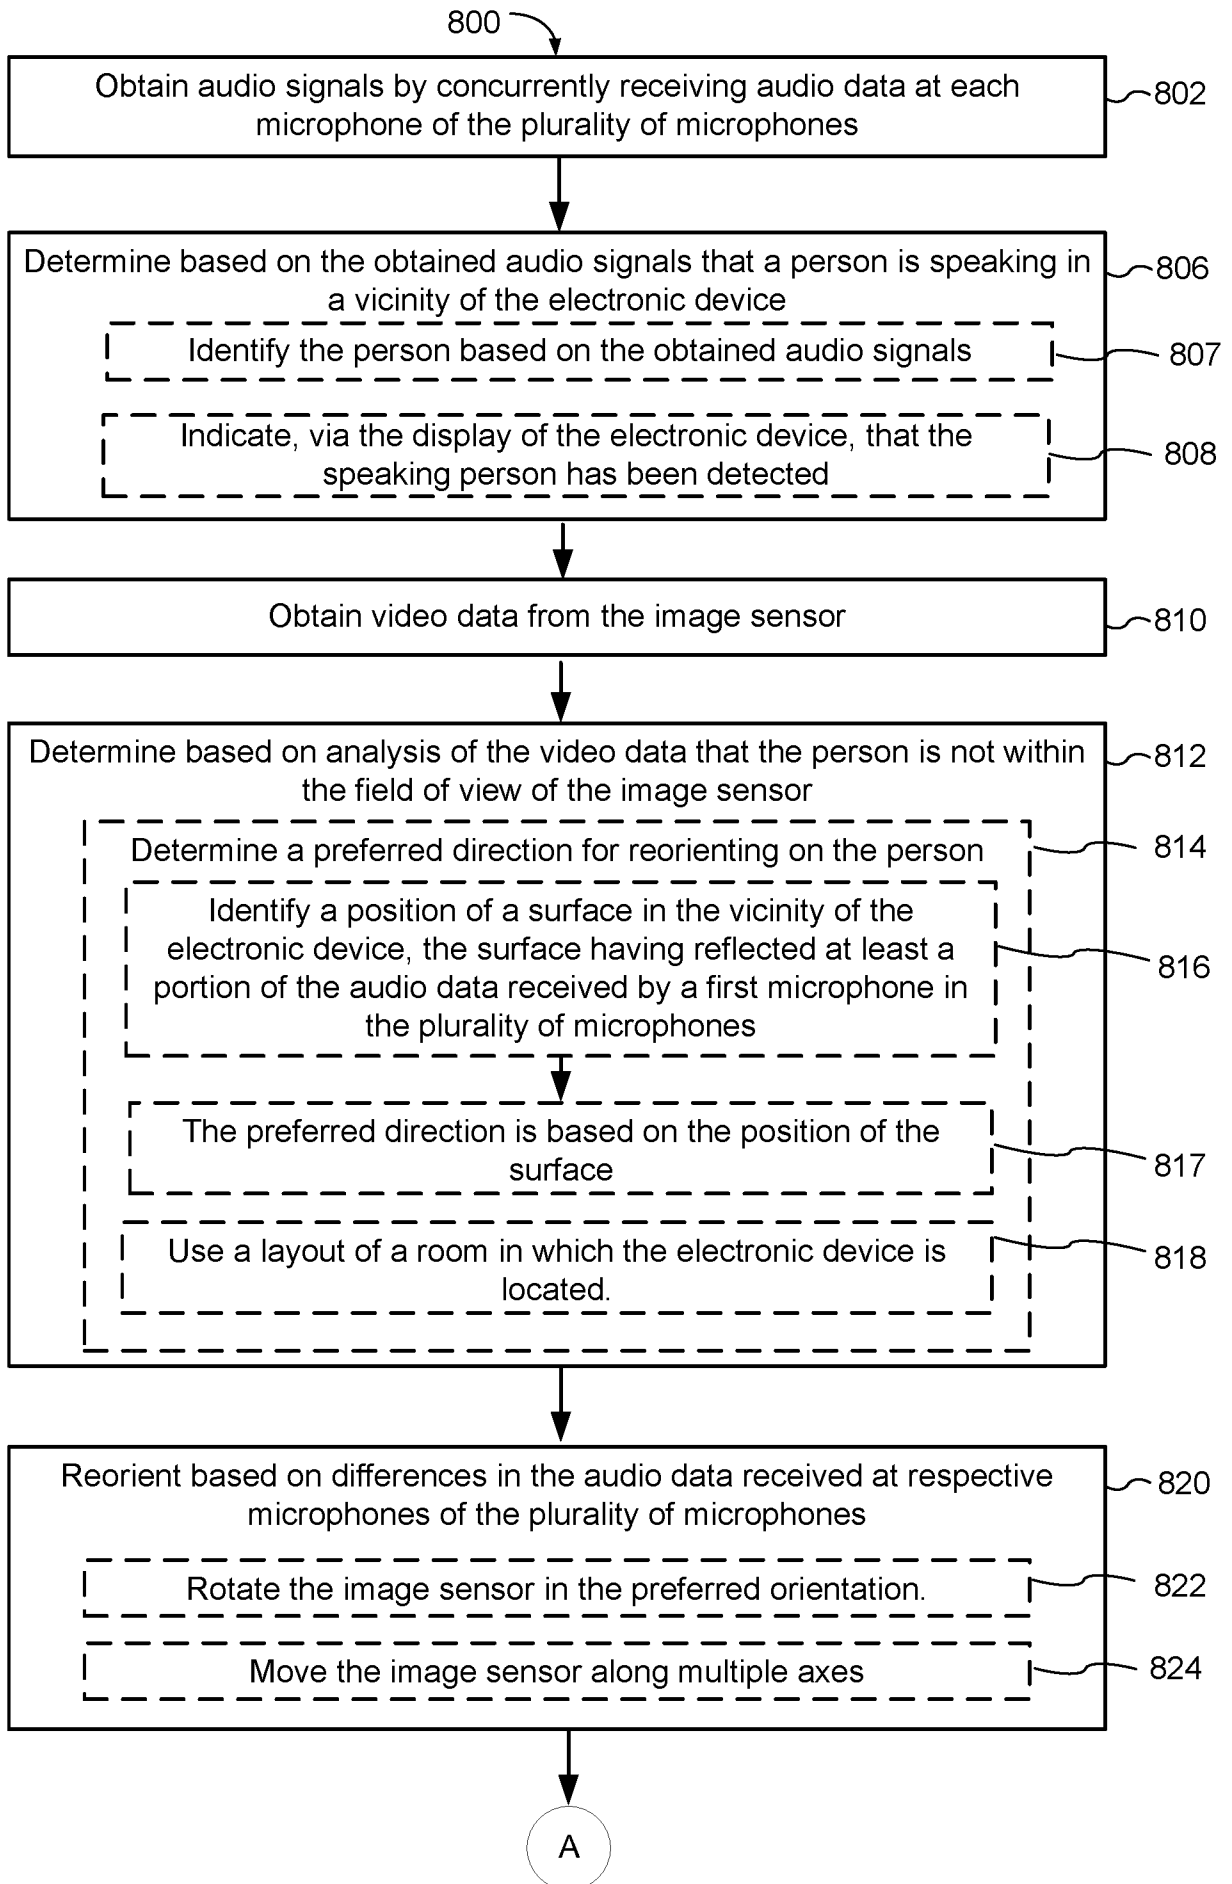 800
Obtain audio signals by concurrently receiving audio data at each
microphone of the plurality of microphones
802
Determine based on the obtained audio signals that a person is speaking in
a vicinity of the electronic device
806
Identify the person based on the obtained audio signals
807
Indicate, via the display of the electronic device, that the
speaking person has been detected
808
Obtain video data from the image sensor
810
Determine based on analysis of the video data that the person is not within
the field of view of the image sensor
812
Determine a preferred direction for reorienting on the person
814
Identify a position of a surface in the vicinity of the
electronic device, the surface having reflected at least a
portion of the audio data received by a first microphone in
the plurality of microphones
816
The preferred direction is based on the position of the
surface
817
Use a layout of a room in which the electronic device is
located.
818
Reorient based on differences in the audio data received at respective
microphones of the plurality of microphones
820
Rotate the image sensor in the preferred orientation.
822
Move the image sensor along multiple axes
824
A